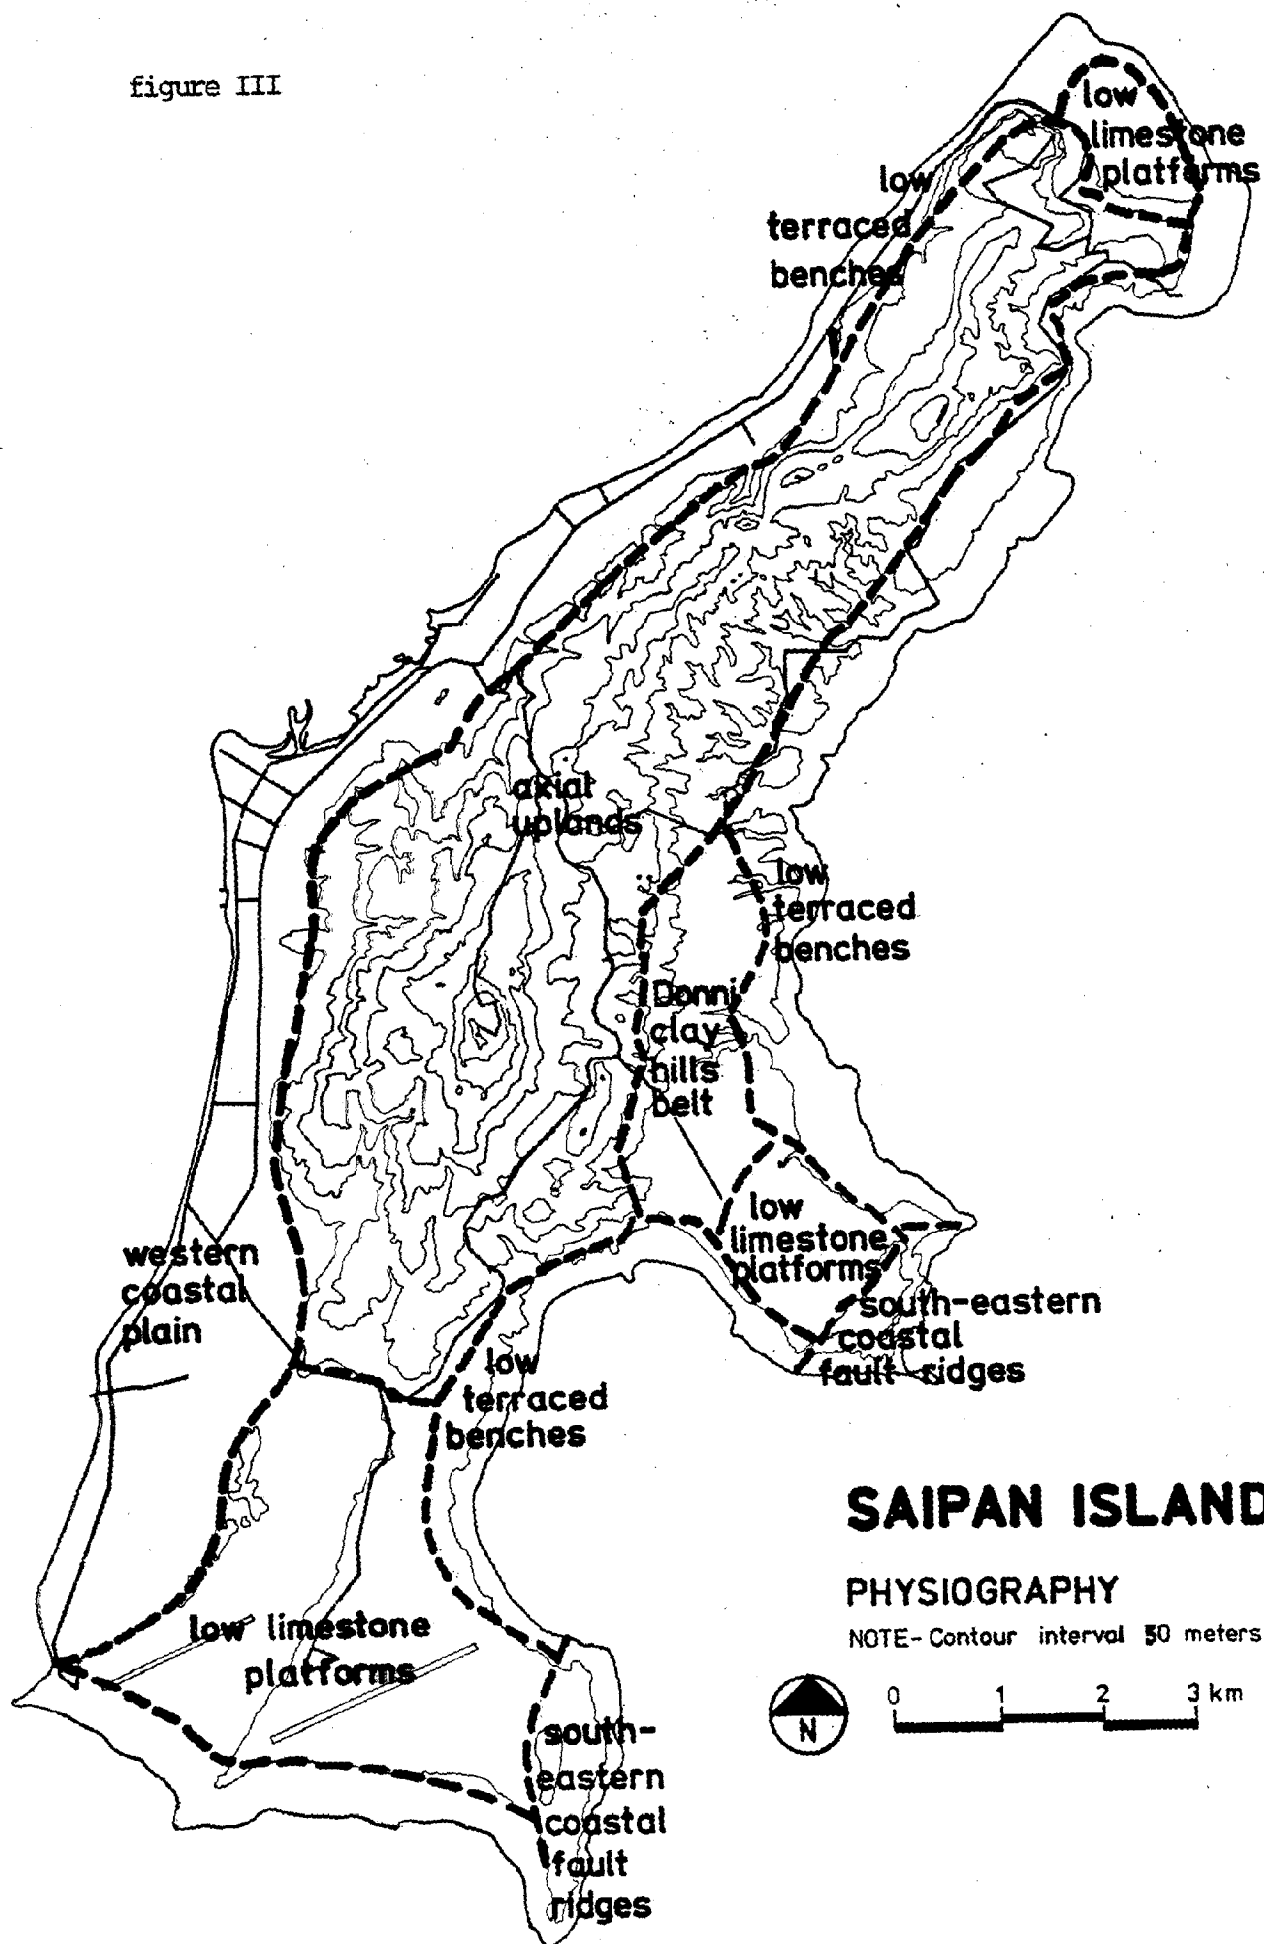 figure III
low
limestone
platforms
low
terraced
benches
axial
uplands
low
terraced
benches
Donni
clay
hills
belt
low
limestone
platforms
western
coastal
plain
south-eastern
coastal
fault ridges
low
terraced
benches
SAIPAN ISLAND
PHYSIOGRAPHY
NOTE- Contour interval 50 meters
N
0 1 2 3 km
low limestone
platforms
south-
eastern
coastal
fault
ridges